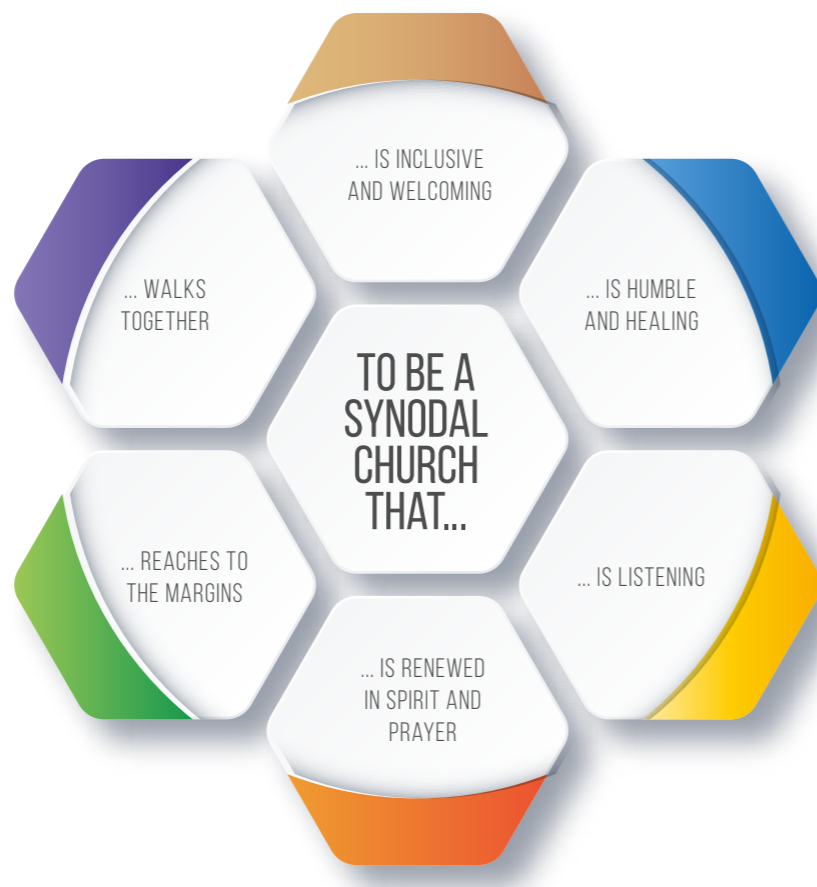 ... IS INCLUSIVE
AND WELCOMING
... WALKS
TOGETHER
... IS HUMBLE
AND HEALING
TO BE A
SYNODAL
CHURCH
THAT...
... REACHES TO
THE MARGINS
... IS LISTENING
... IS RENEWED
IN SPIRIT AND
PRAYER